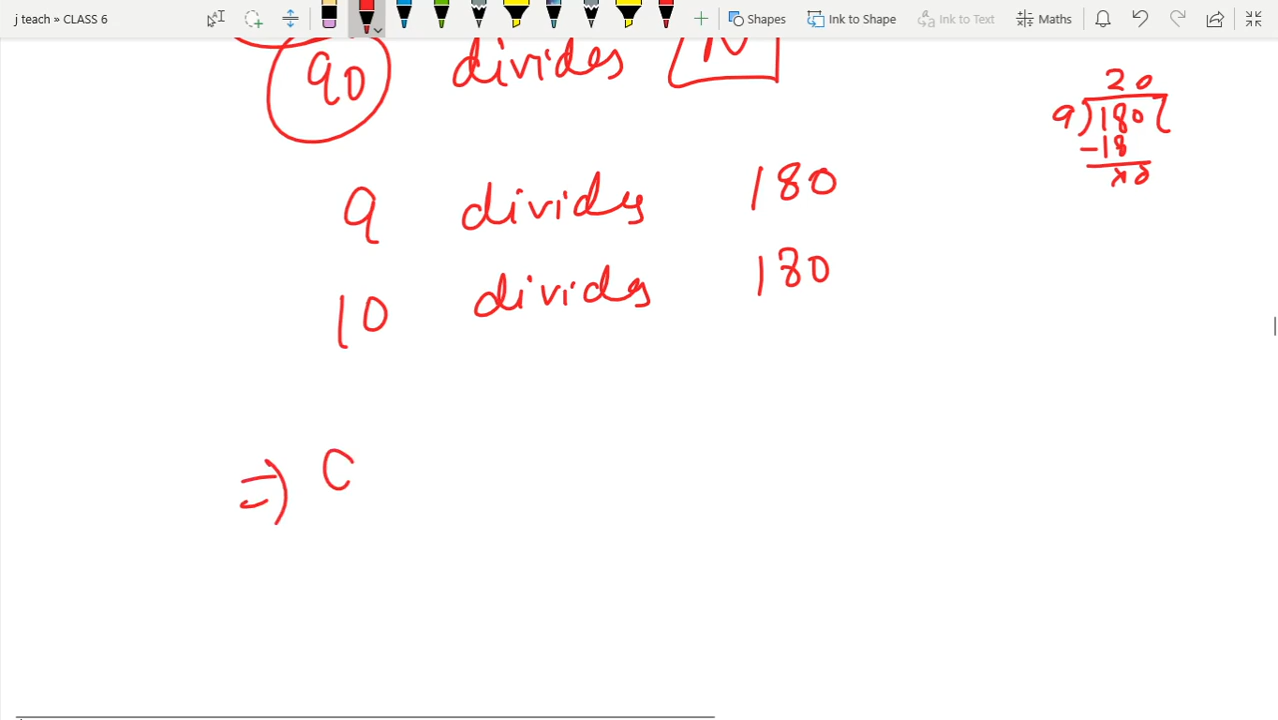 j teach » CLASS 6
Shapes
Ink to Shape
Ink to Text
Maths
90 divides N
20
9)180(
-18
x0
9 divides 180
10 divides 180
⇒ C